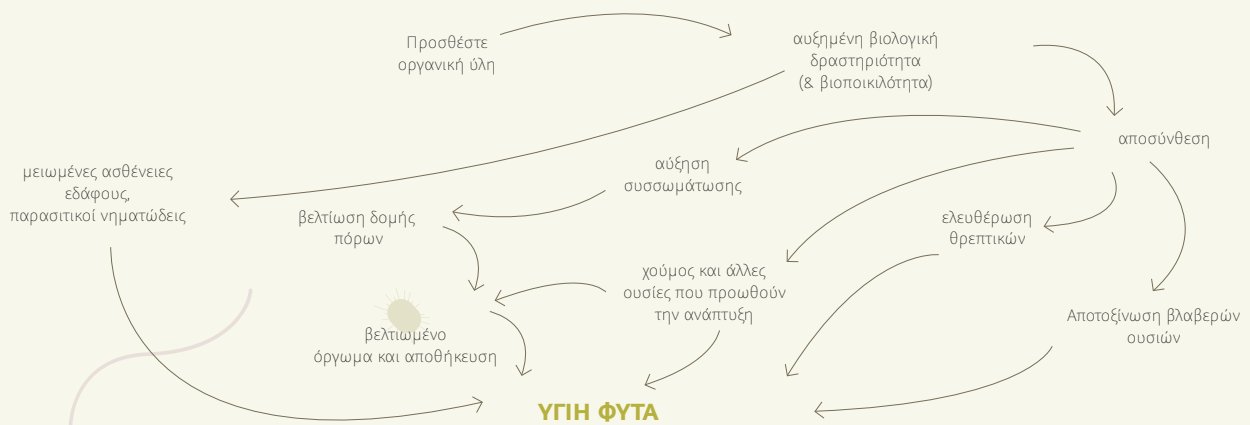 Προσθέστε
οργανική ύλη
αυξημένη βιολογική
δραστηριότητα
(& βιοποικιλότητα)
αποσύνθεση
αύξηση
συσσωμάτωσης
μειωμένες ασθένειες
εδάφους,
παρασιτικοί νηματώδεις
βελτίωση δομής
πόρων
ελευθέρωση
θρεπτικών
χούμος και άλλες
ουσίες που προωθούν
την ανάπτυξη
Αποτοξίνωση βλαβερών
ουσιών
βελτιωμένο
όργωμα και αποθήκευση
ΥΓΙΗ ΦΥΤΑ